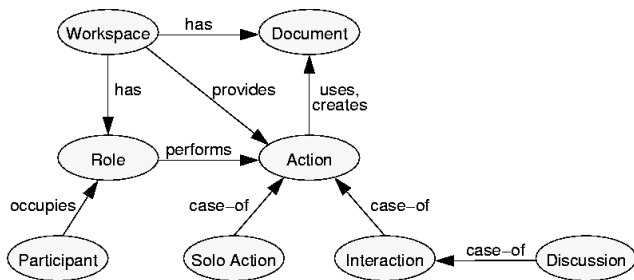 Workspace
has
Document
has
provides
uses,
creates
Role
performs
Action
occupies
case–of
case–of
Participant
Solo Action
Interaction
case–of
Discussion